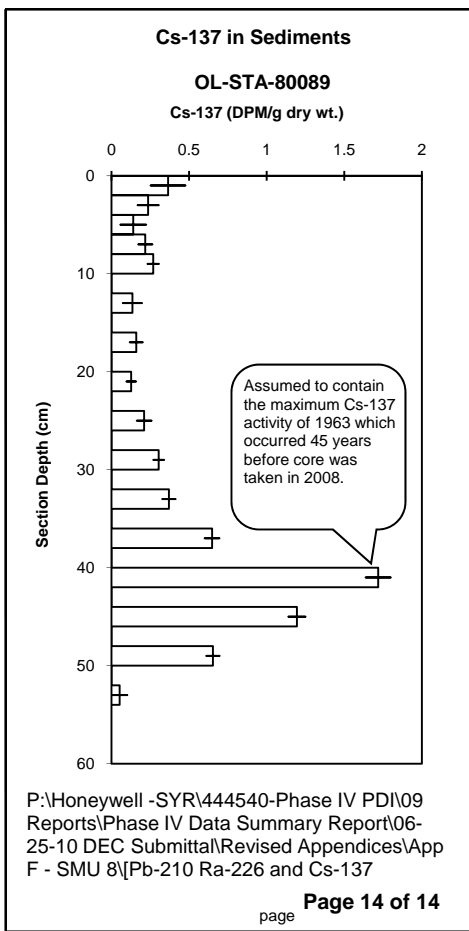 Cs-137 in Sediments
OL-STA-80089
Cs-137 (DPM/g dry wt.)
0 0.5 1 1.5 2
0
10
20
30
40
50
60
Section Depth (cm)
Assumed to contain
the maximum Cs-137
activity of 1963 which
occurred 45 years
before core was
taken in 2008.
P:\Honeywell -SYR\444540-Phase IV PDI\09
Reports\Phase IV Data Summary Report\06-
25-10 DEC Submittal\Revised Appendices\App
F - SMU 8\[Pb-210 Ra-226 and Cs-137
page Page 14 of 14